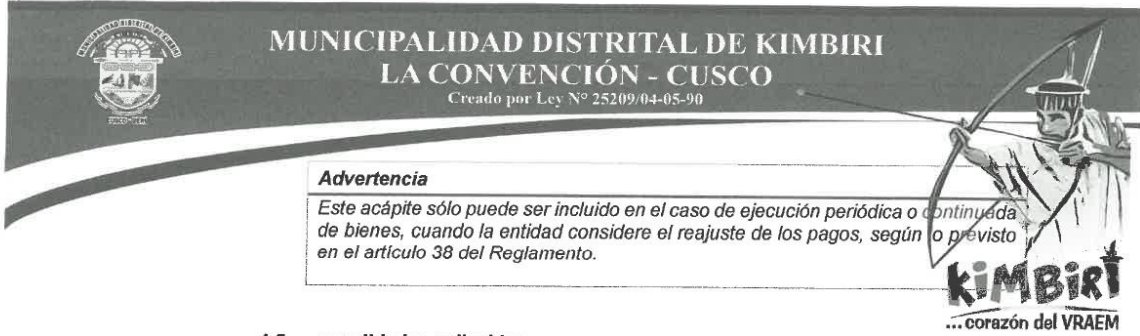 MUNICIPALIDAD DISTRITAL DE KIMBIRI
LA CONVENCIÓN - CUSCO
Creado por Ley Nº 25209/04-05-90
Advertencia
Este acápite sólo puede ser incluido en el caso de ejecución periódica o continuada
de bienes, cuando la entidad considere el reajuste de los pagos, según lo previsto
en el artículo 38 del Reglamento.
KiMBiRi
... corazón del VRAEM